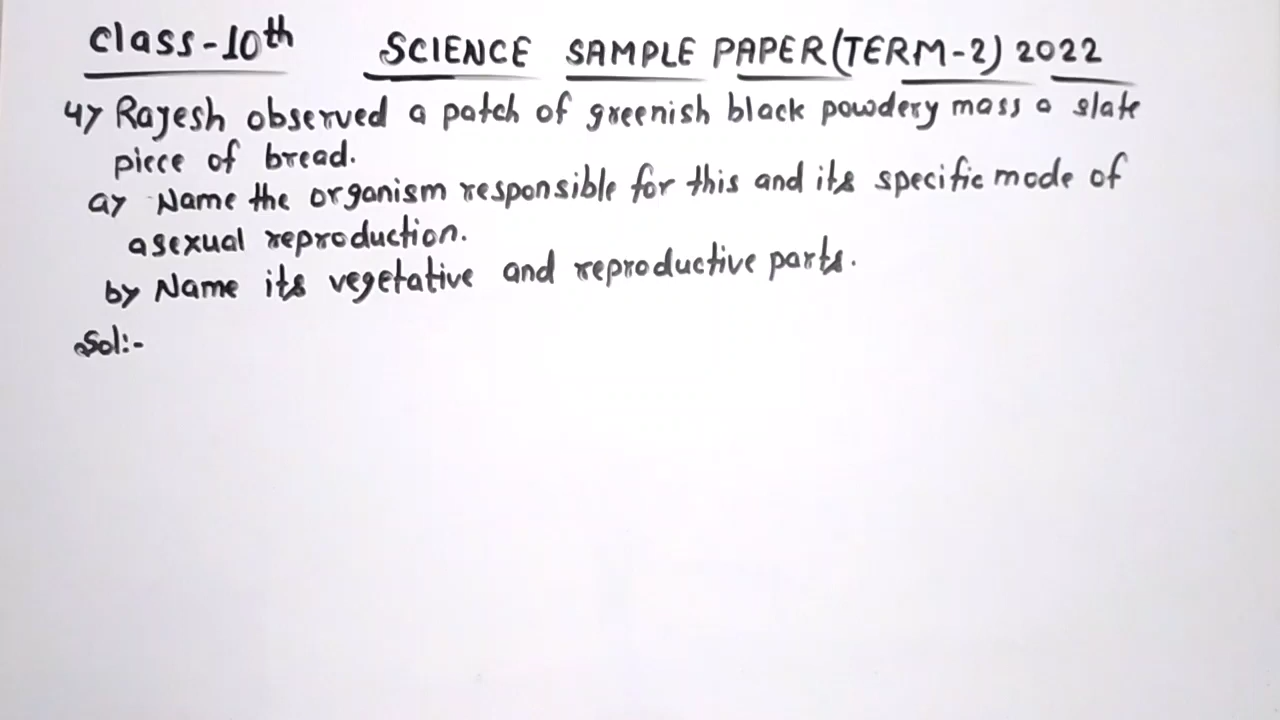 Class-10th SCIENCE SAMPLE PAPER (TERM-2) 2022
4) Rajesh observed a patch of greenish black powdery mass a slate
piece of bread.
a) Name the organism responsible for this and its specific mode of
asexual reproduction.
b) Name its vegetative and reproductive parts.
Sol:-